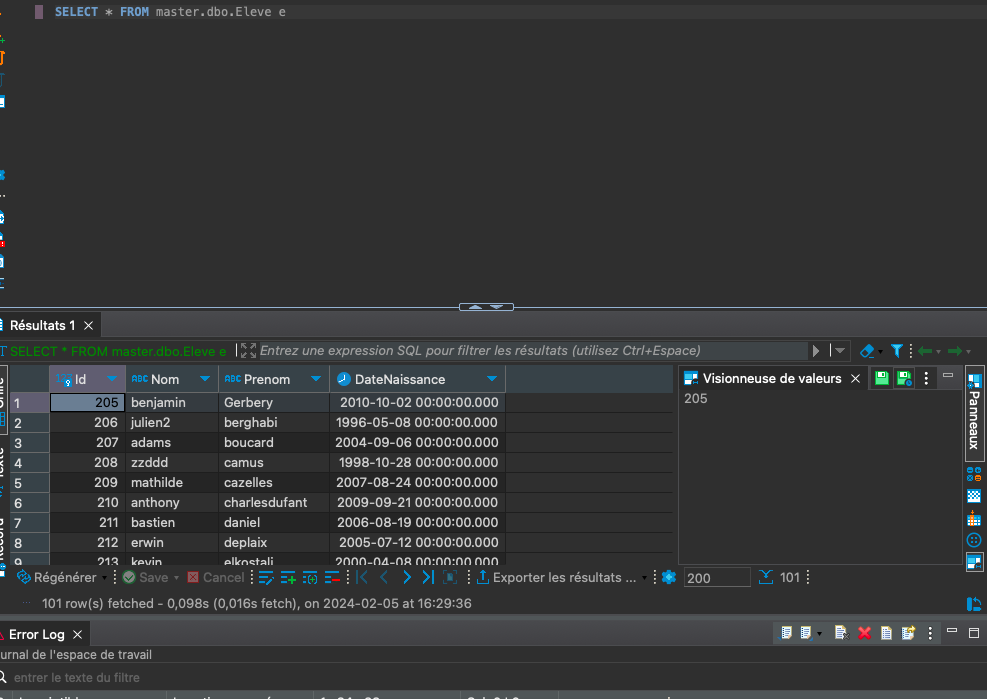 SELECT * FROM master.dbo.Eleve e
Résultats 1
SELECT * FROM master.dbo.Eleve e
Entrez une expression SQL pour filtrer les résultats (utilisez Ctrl+Espace)
123 Id ABC Nom ABC Prenom DateNaissance
1 205 benjamin Gerbery 2010-10-02 00:00:00.000
2 206 julien2 berghabi 1996-05-08 00:00:00.000
3 207 adams boucard 2004-09-06 00:00:00.000
4 208 zzddd camus 1998-10-28 00:00:00.000
5 209 mathilde cazelles 2007-08-24 00:00:00.000
6 210 anthony charlesdufant 2009-09-21 00:00:00.000
7 211 bastien daniel 2006-08-19 00:00:00.000
8 212 erwin deplaix 2005-07-12 00:00:00.000
9 213 kevin elkostali 2000-04-08 00:00:00.000
Visionneuse de valeurs
205
Panneaux
Régénérer Save Cancel Exporter les résultats ... 200 101
101 row(s) fetched - 0,098s (0,016s fetch), on 2024-02-05 at 16:29:36
Error Log
urnal de l'espace de travail
entrer le texte du filtre